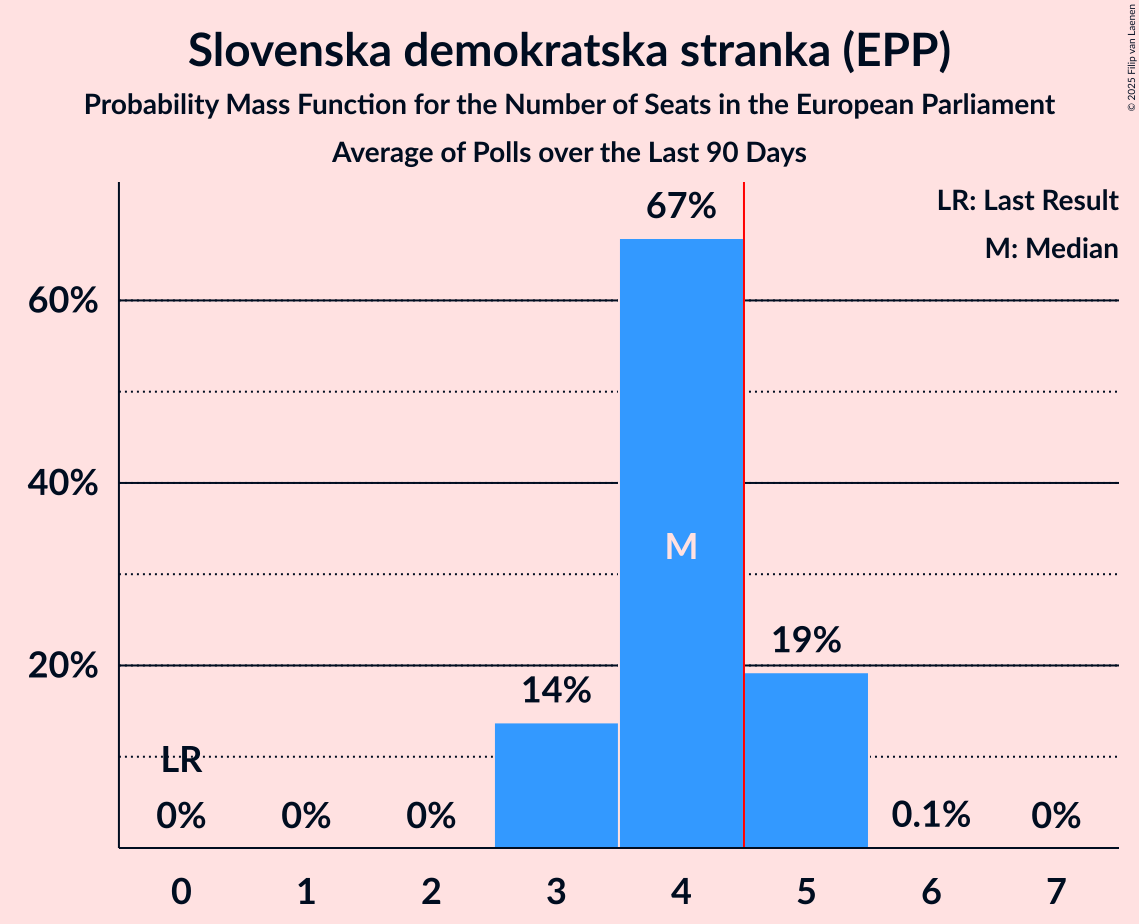 Slovenska demokratska stranka (EPP)
Probability Mass Function for the Number of Seats in the European Parliament
Average of Polls over the Last 90 Days
© 2025 Filip van Laenen
LR: Last Result
M: Median
67%
60%
40%
M
19%
20%
14%
LR
0% 0% 0% 0.1% 0%
0 1 2 3 4 5 6 7